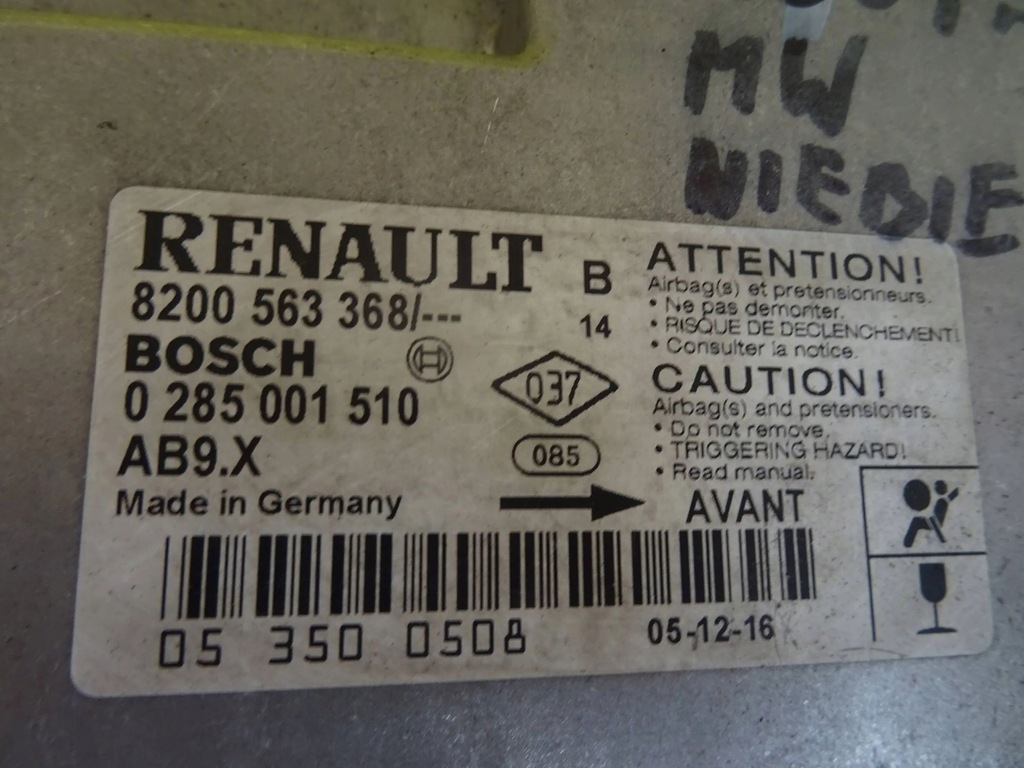 MW
NIEBIE
RENAULT
8200 563 368/---
BOSCH
0 285 001 510
AB9.X
Made in Germany
B
14
037
085
ATTENTION!
Airbag(s) et pretensionneurs.
• Ne pas demonter.
• RISQUE DE DECLENCHEMENT!
• Consulter la notice.
CAUTION!
Airbag(s) and pretensioners.
• Do not remove.
• TRIGGERING HAZARD!
• Read manual.
AVANT
05 350 0508
05-12-16